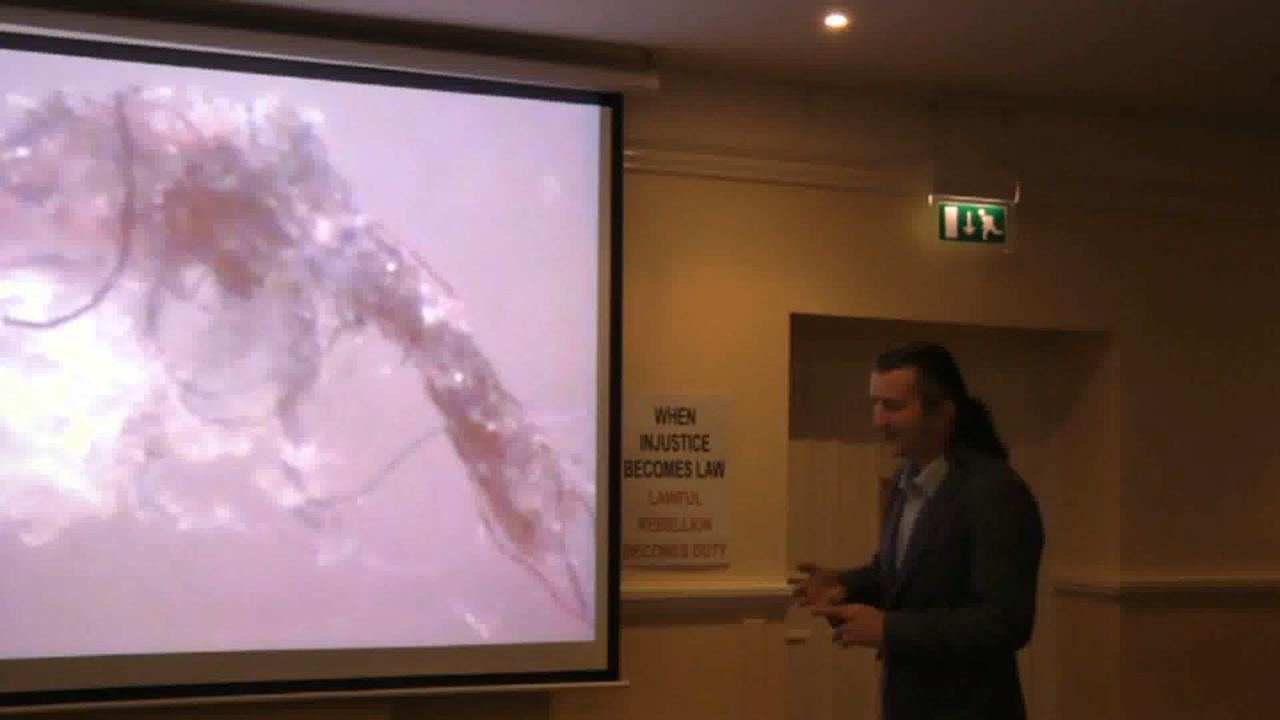 WHEN
INJUSTICE
BECOMES LAW
LAWFUL
REBELLION
BECOMES DUTY